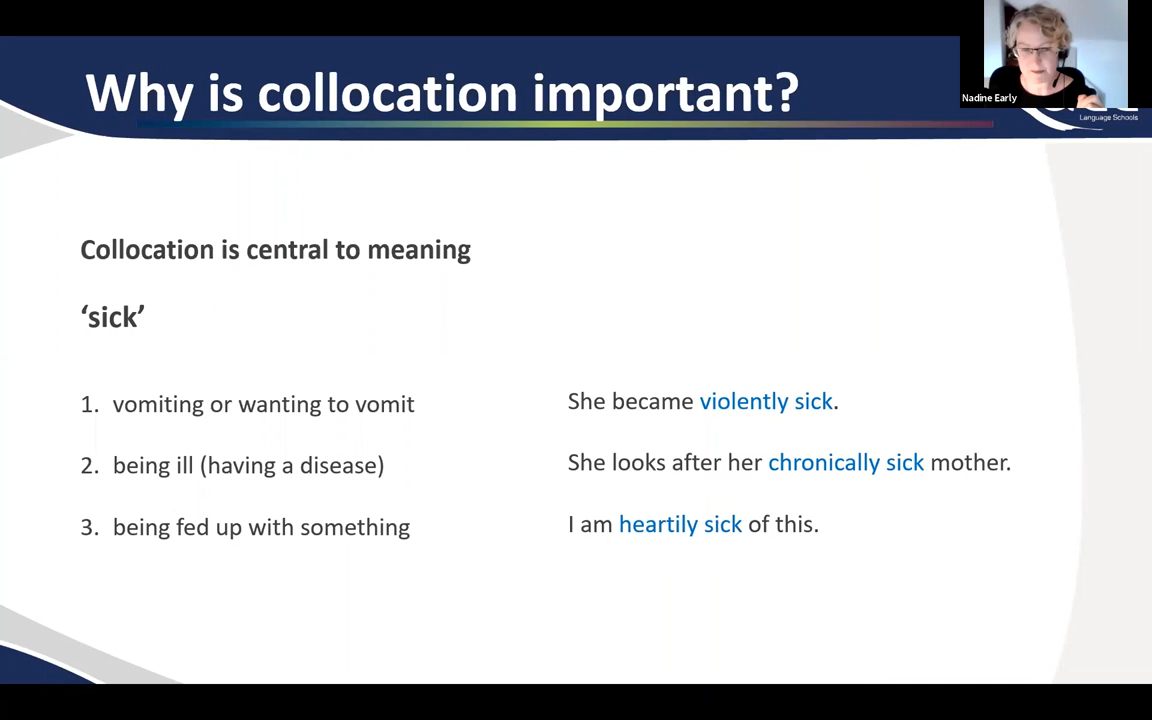 Why is collocation important?
Nadine Early
Language Schools
Collocation is central to meaning
‘sick’
1. vomiting or wanting to vomit
She became violently sick.
2. being ill (having a disease)
She looks after her chronically sick mother.
3. being fed up with something
I am heartily sick of this.